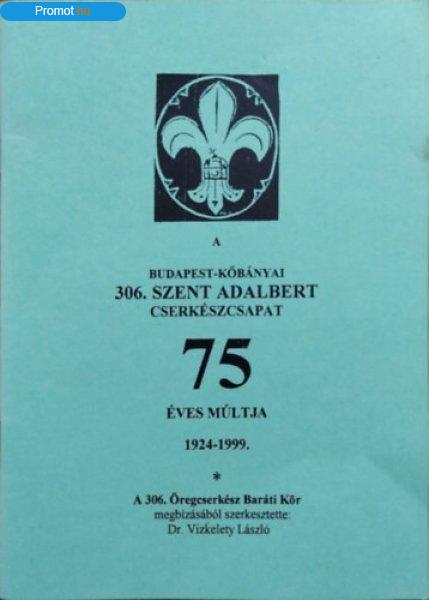 Promot.hu
A
BUDAPEST-KŐBÁNYAI
306. SZENT ADALBERT
CSERKÉSZCSAPAT
75
ÉVES MÚLTJA
1924-1999.
*
A 306. Öregcserkész Baráti Kör
megbízásából szerkesztette:
Dr. Vizkelety László